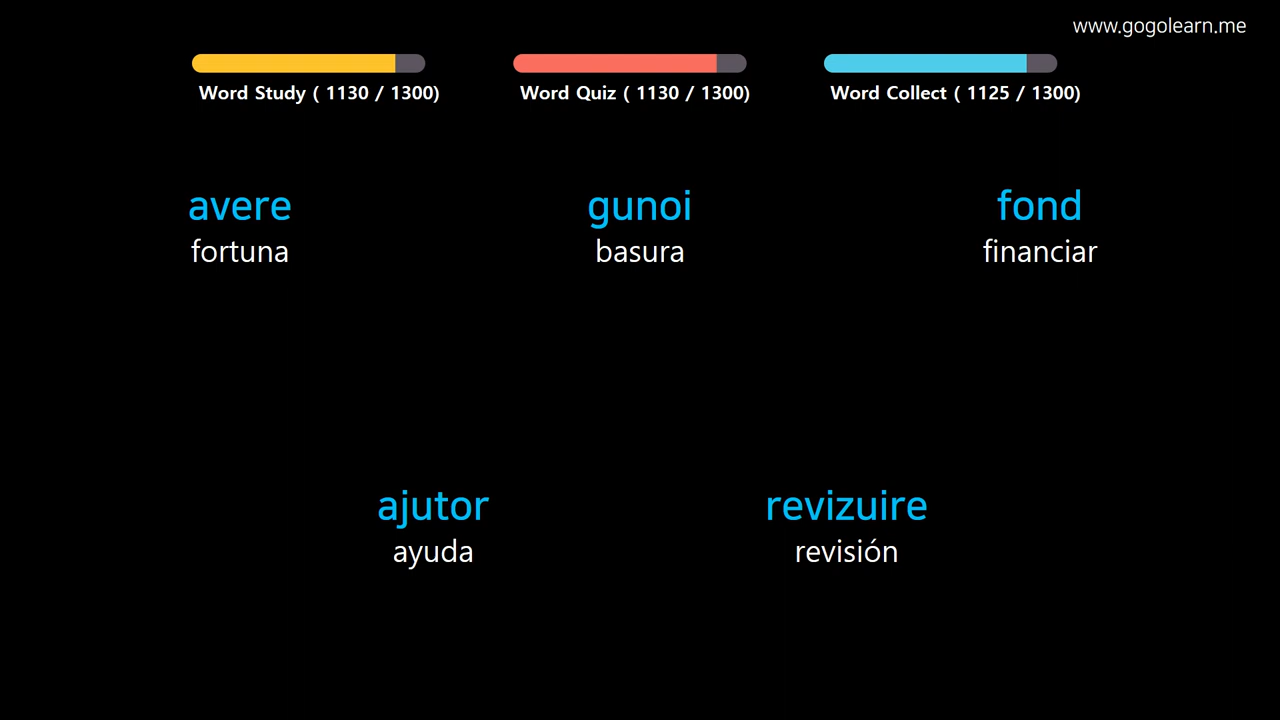 www.gogolearn.me
Word Study ( 1130 / 1300)
Word Quiz ( 1130 / 1300)
Word Collect ( 1125 / 1300)
avere
fortuna
gunoi
basura
fond
financiar
ajutor
ayuda
revizuire
revisión